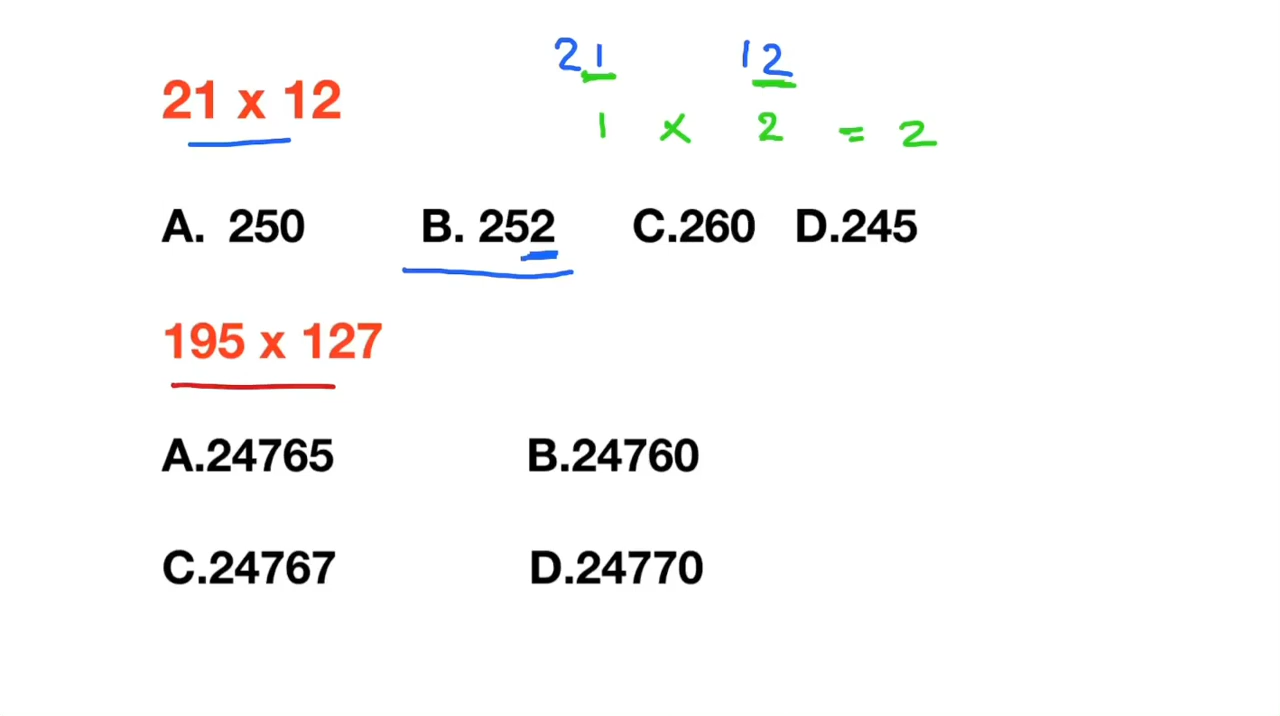 21 12
21 x 12
1 x 2 = 2
A. 250 B. 252 C.260 D.245
195 x 127
A.24765 B.24760
C.24767 D.24770